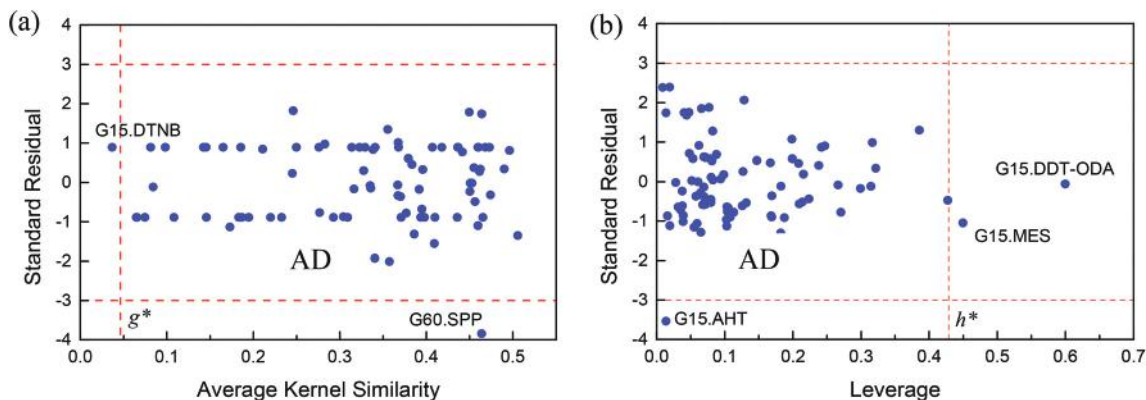 (a)
4
3
2
1
0
-1
-2
-3
-4
Standard Residual
G15.DTNB
AD
G60.SPP
g*
0.0 0.1 0.2 0.3 0.4 0.5
Average Kernel Similarity
(b)
4
3
2
1
0
-1
-2
-3
-4
Standard Residual
G15.DDT-ODA
G15.MES
AD
G15.AHT
h*
0.0 0.1 0.2 0.3 0.4 0.5 0.6 0.7
Leverage